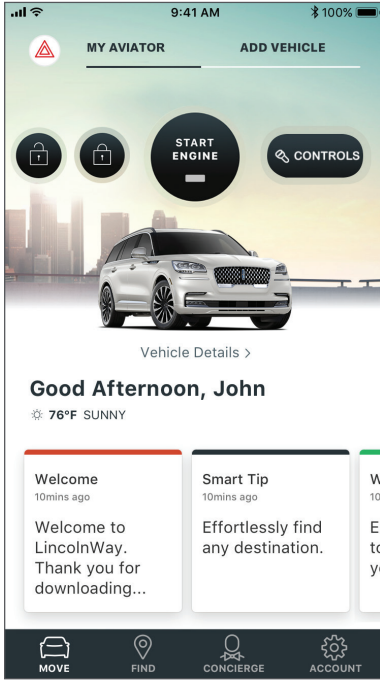 9:41 AM
100%
MY AVIATOR
ADD VEHICLE
START
ENGINE
CONTROLS
Vehicle Details >
Good Afternoon, John
76°F SUNNY
Welcome
10mins ago
Welcome to
LincolnWay.
Thank you for
downloading...
Smart Tip
10mins ago
Effortlessly find
any destination.
MOVE
FIND
CONCIERGE
ACCOUNT